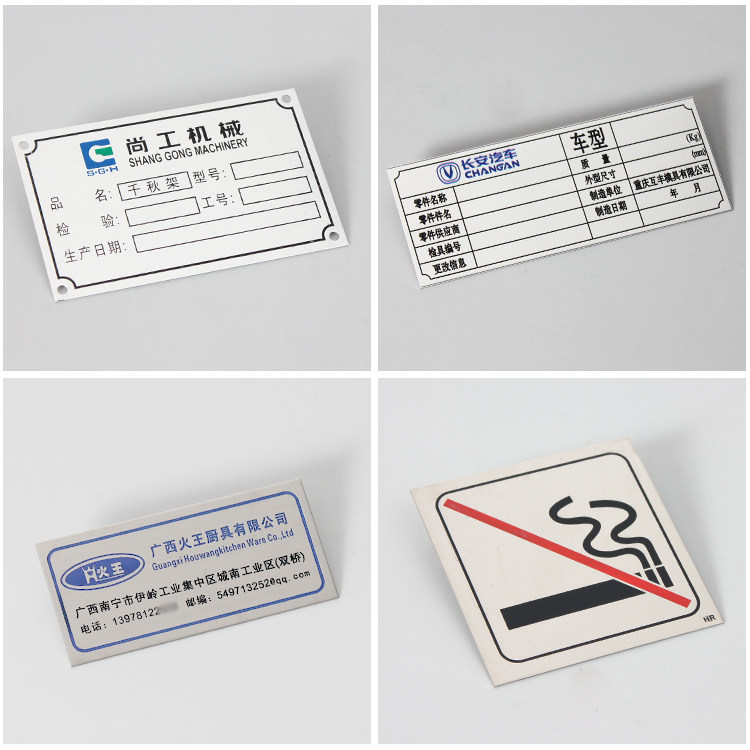 尚工机械
SHANG GONG MACHINERY
S·G·H
品 名: 千秋架 型号:
检 验: 工号:
生产日期:
长安汽车
CHANGAN
车型
零件名称 质 量 (Kg)
零件件名 外型尺寸 (mm)
零件供应商 制造单位 重庆互丰模具有限公司
检具编号 制造日期 年 月
更改信息
火王
广西火王厨具有限公司
Guangxi Houwangkitchen Ware Co.,Ltd
广西南宁市伊岭工业集中区城南工业区(双桥)
电话: 1397812 邮编: 549713252@qq.com
HR